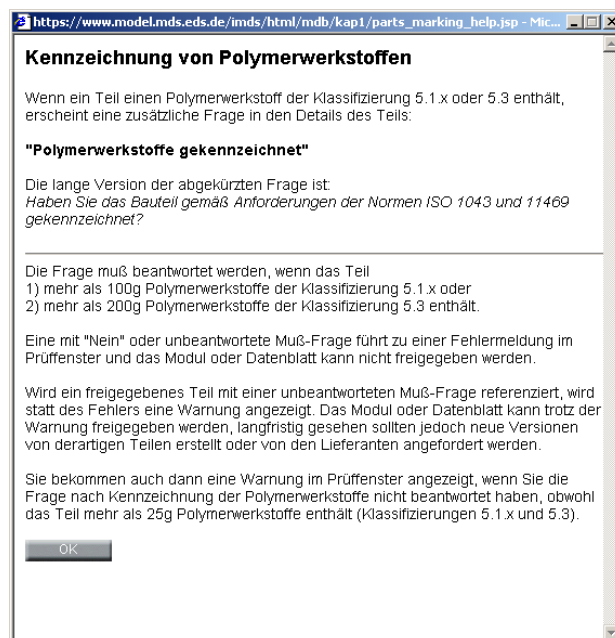 https://www.model.mds.eds.de/imds/html/mdb/kap1/parts_marking_help.jsp - Mic...
Kennzeichnung von Polymerwerkstoffen
Wenn ein Teil einen Polymerwerkstoff der Klassifizierung 5.1.x oder 5.3 enthält,
erscheint eine zusätzliche Frage in den Details des Teils:
"Polymerwerkstoffe gekennzeichnet"
Die lange Version der abgekürzten Frage ist:
Haben Sie das Bauteil gemäß Anforderungen der Normen ISO 1043 und 11469
gekennzeichnet?
Die Frage muß beantwortet werden, wenn das Teil
1) mehr als 100g Polymerwerkstoffe der Klassifizierung 5.1.x oder
2) mehr als 200g Polymerwerkstoffe der Klassifizierung 5.3 enthält.
Eine mit "Nein" oder unbeantwortete Muß-Frage führt zu einer Fehlermeldung im
Prüffenster und das Modul oder Datenblatt kann nicht freigegeben werden.
Wird ein freigegebenes Teil mit einer unbeantworteten Muß-Frage referenziert, wird
statt des Fehlers eine Warnung angezeigt. Das Modul oder Datenblatt kann trotz der
Warnung freigegeben werden, langfristig gesehen sollten jedoch neue Versionen
von derartigen Teilen erstellt oder von den Lieferanten angefordert werden.
Sie bekommen auch dann eine Warnung im Prüffenster angezeigt, wenn Sie die
Frage nach Kennzeichnung der Polymerwerkstoffe nicht beantwortet haben, obwohl
das Teil mehr als 25g Polymerwerkstoffe enthält (Klassifizierungen 5.1.x und 5.3).
OK